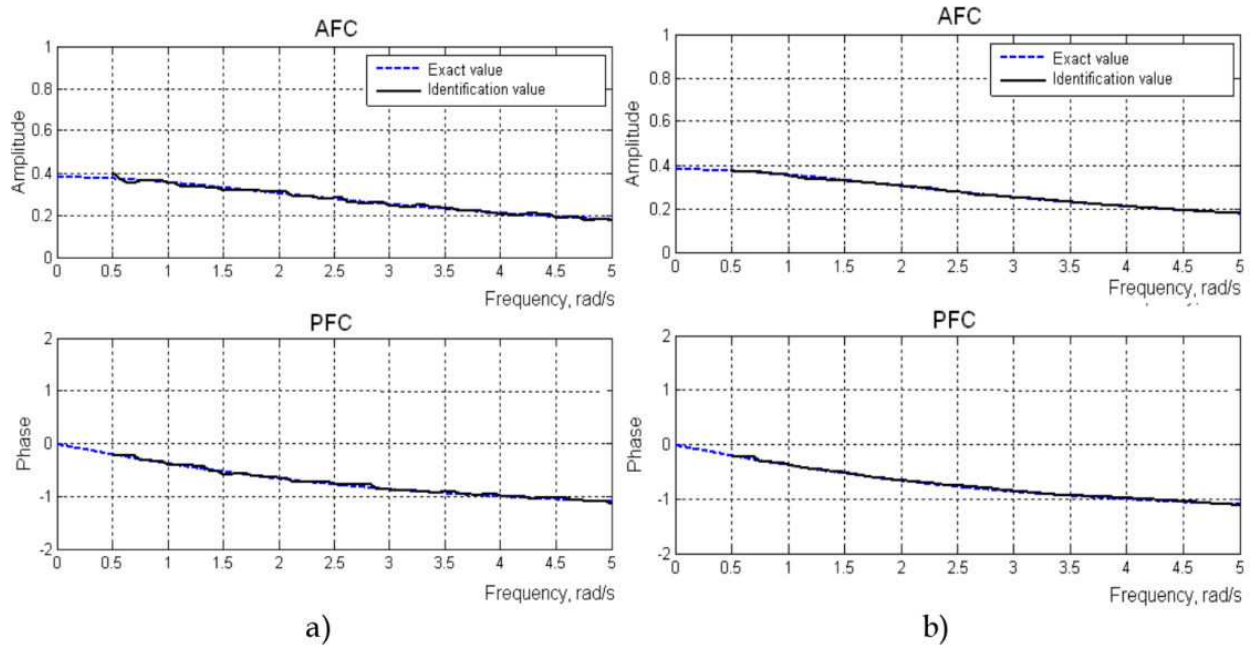 AFC
1
0.8
0.6
0.4
0.2
0
Amplitude
Exact value
Identification value
0 0.5 1 1.5 2 2.5 3 3.5 4 4.5 5
Frequency, rad/s
PFC
2
1
0
-1
-2
Phase
0 0.5 1 1.5 2 2.5 3 3.5 4 4.5 5
Frequency, rad/s
a)
AFC
1
0.8
0.6
0.4
0.2
0
Amplitude
Exact value
Identification value
0 0.5 1 1.5 2 2.5 3 3.5 4 4.5 5
Frequency, rad/s
PFC
2
1
0
-1
-2
Phase
0 0.5 1 1.5 2 2.5 3 3.5 4 4.5 5
Frequency, rad/s
b)